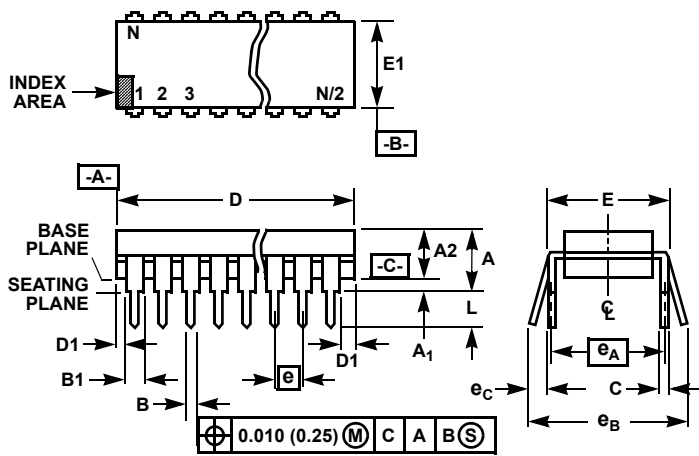 N
INDEX
AREA
1 2 3 N/2
E1
-B-
-A-
D
E
BASE
PLANE
A2
A
-C-
SEATING
PLANE
L
C L
D1
A1
D1
eA
B1
e
eC
C
B
eB
0.010 (0.25) M C A B S